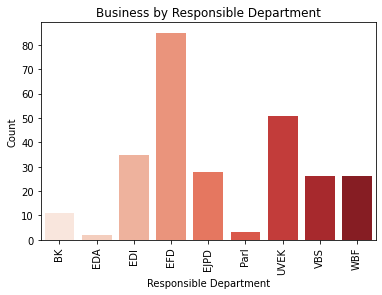 Business by Responsible Department
Count
80
70
60
50
40
30
20
10
0
BK
EDA
EDI
EFD
EJPD
Parl
UVEK
VBS
WBF
Responsible Department